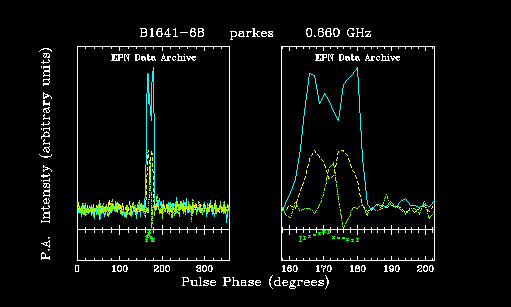 B1641-68 parkes 0.660 GHz
EPN Data Archive EPN Data Archive
P.A. Intensity (arbitrary units)
0 100 200 300 160 170 180 190 200
Pulse Phase (degrees)